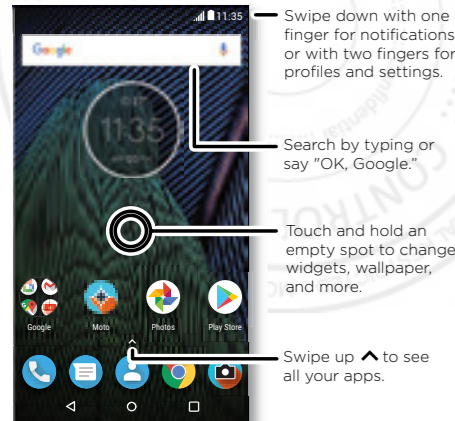 11:35
Swipe down with one
finger for notifications
or with two fingers for
profiles and settings.
Google
11:35
Search by typing or
say "OK, Google."
Touch and hold an
empty spot to change
widgets, wallpaper,
and more.
Google Moto Photos Play Store
Swipe up ^ to see
all your apps.
Confidential
CONTROL